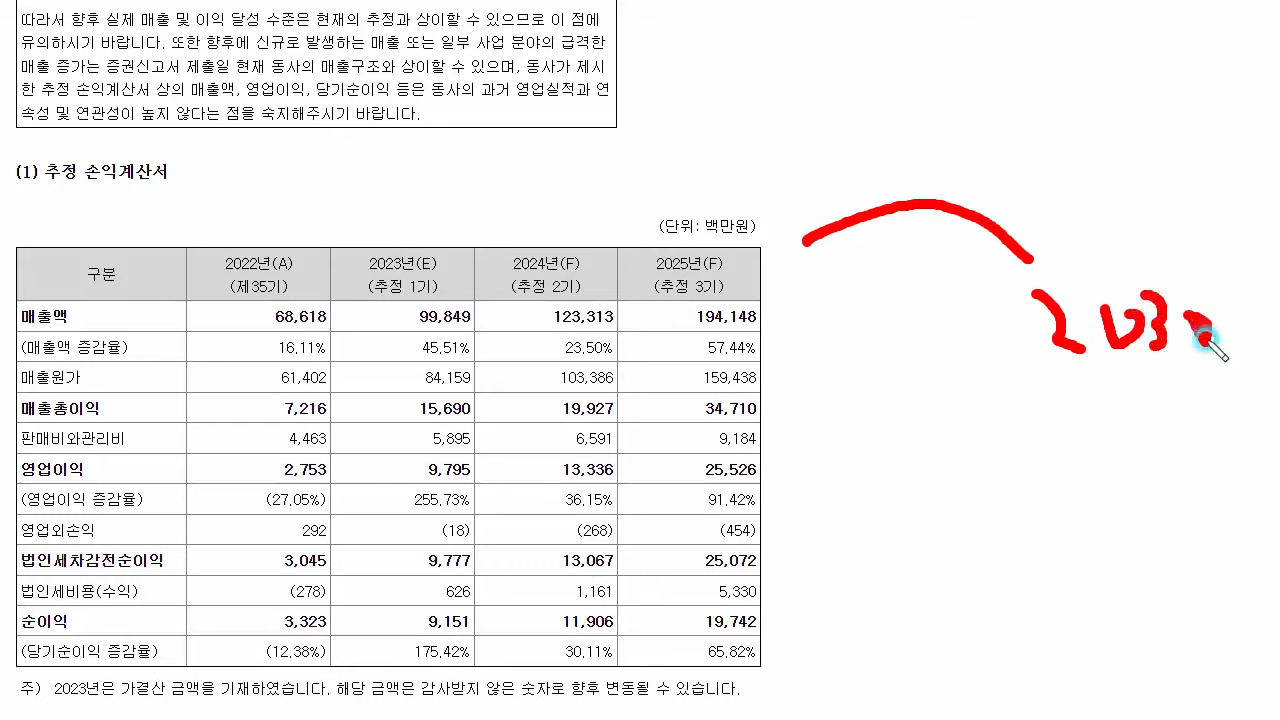 따라서 향후 실제 매출 및 이익 달성 수준은 현재의 추정과 상이할 수 있으므로 이 점에
유의하시기 바랍니다. 또한 향후에 신규로 발생하는 매출 또는 일부 사업 분야의 급격한
매출 증가는 증권신고서 제출일 현재 동사의 매출구조와 상이할 수 있으며, 동사가 제시
한 추정 손익계산서 상의 매출액, 영업이익, 당기순이익 등은 동사의 과거 영업실적과 연
속성 및 연관성이 높지 않다는 점을 숙지해주시기 바랍니다.
(1) 추정 손익계산서
(단위: 백만원)
구분 2022년(A) (제35기) 2023년(E) (추정 1기) 2024년(F) (추정 2기) 2025년(F) (추정 3기)
매출액 68,618 99,849 123,313 194,148
(매출액 증감율) 16.11% 45.51% 23.50% 57.44%
매출원가 61,402 84,159 103,386 159,438
매출총이익 7,216 15,690 19,927 34,710
판매비와관리비 4,463 5,895 6,591 9,184
영업이익 2,753 9,795 13,336 25,526
(영업이익 증감율) (27.05%) 255.73% 36.15% 91.42%
영업외손익 292 (18) (268) (454)
법인세차감전순이익 3,045 9,777 13,067 25,072
법인세비용(수익) (278) 626 1,161 5,330
순이익 3,323 9,151 11,906 19,742
(당기순이익 증감율) (12.38%) 175.42% 30.11% 65.82%
주) 2023년은 가결산 금액을 기재하였습니다. 해당 금액은 감사받지 않은 숫자로 향후 변동될 수 있습니다.
203